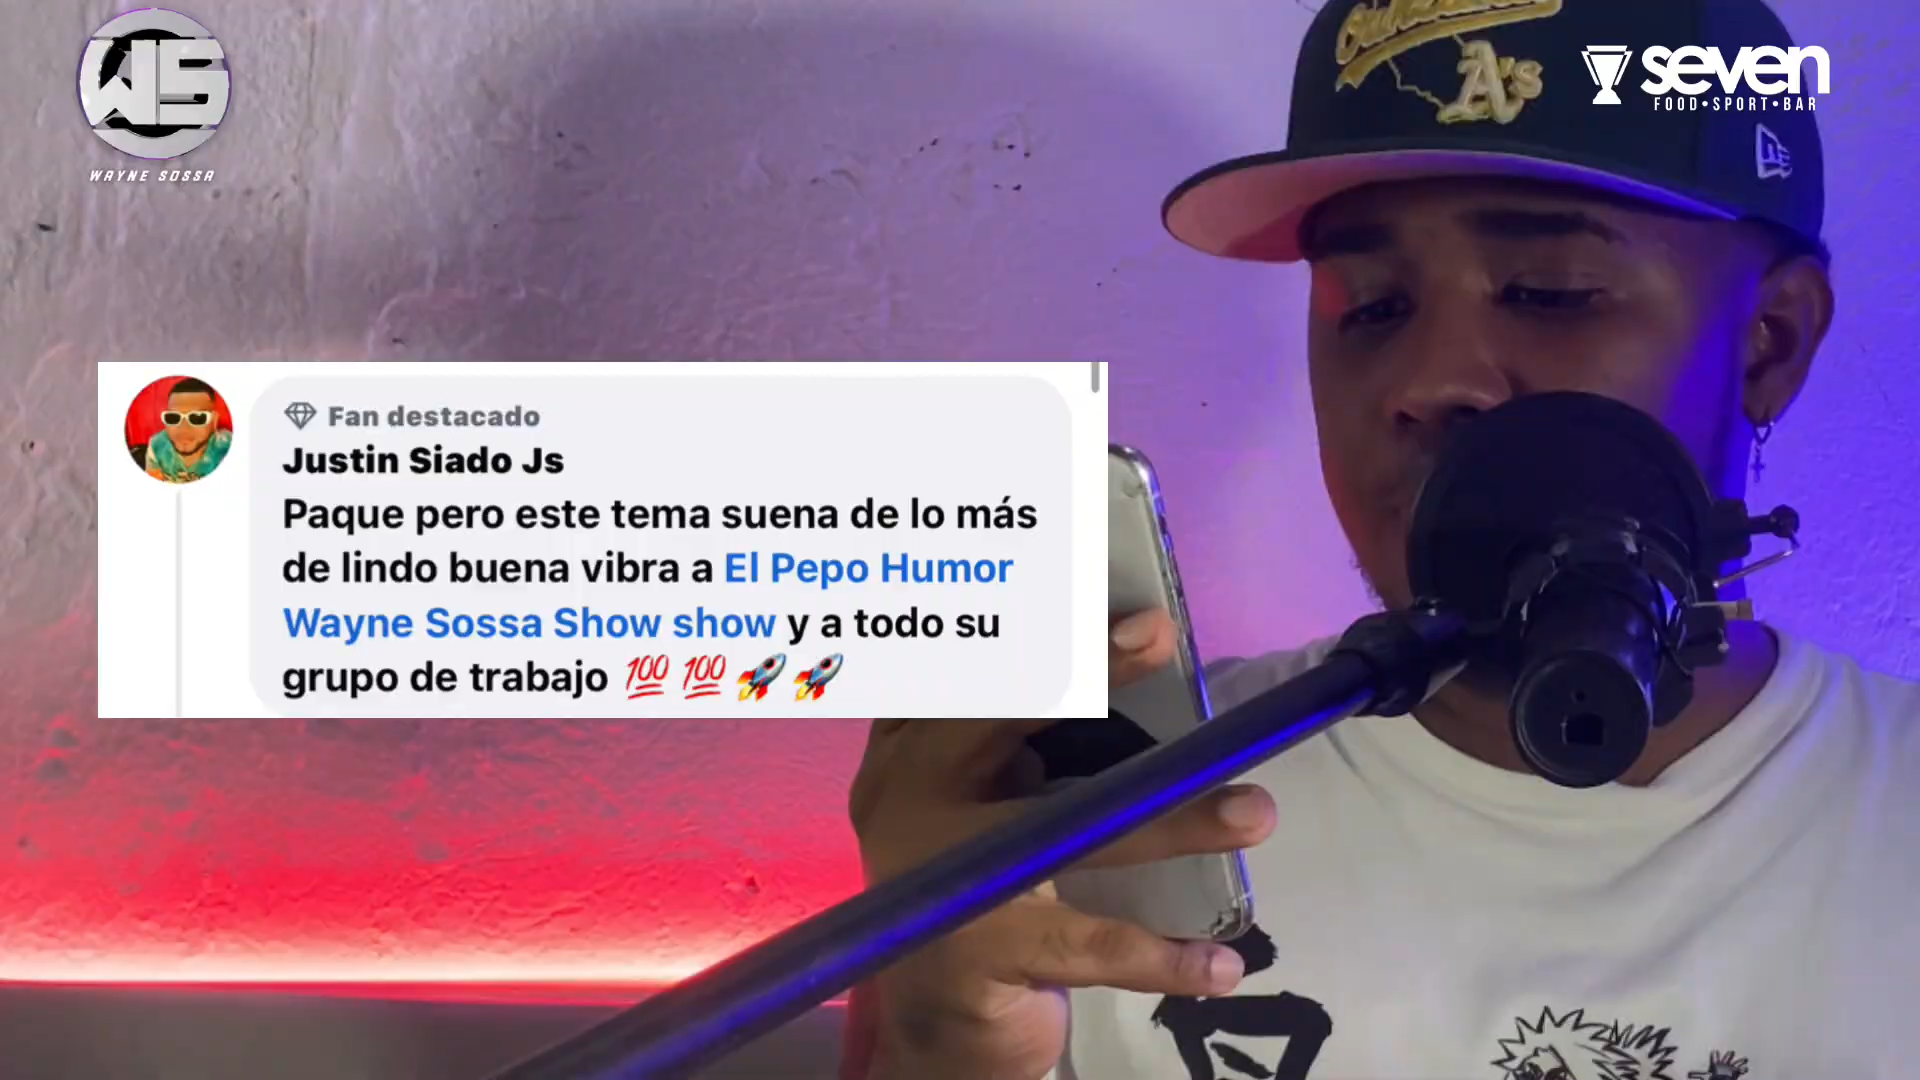 WS
WAYNE SOSSA
seven
FOOD•SPORT•BAR
A's
Fan destacado
Justin Siado Js
Paque pero este tema suena de lo más
de lindo buena vibra a El Pepo Humor
Wayne Sossa Show show y a todo su
grupo de trabajo 💯 💯 🚀 🚀